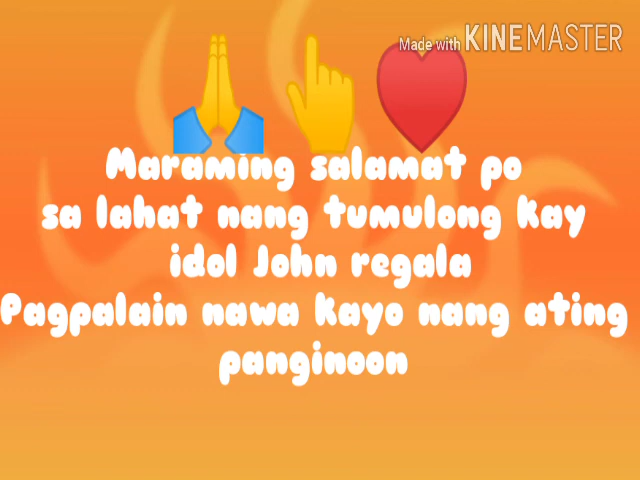 Made with KINEMASTER
Maraming salamat po
sa lahat nang tumulong kay
idol John regala
Pagpalain nawa kayo nang ating
panginoon